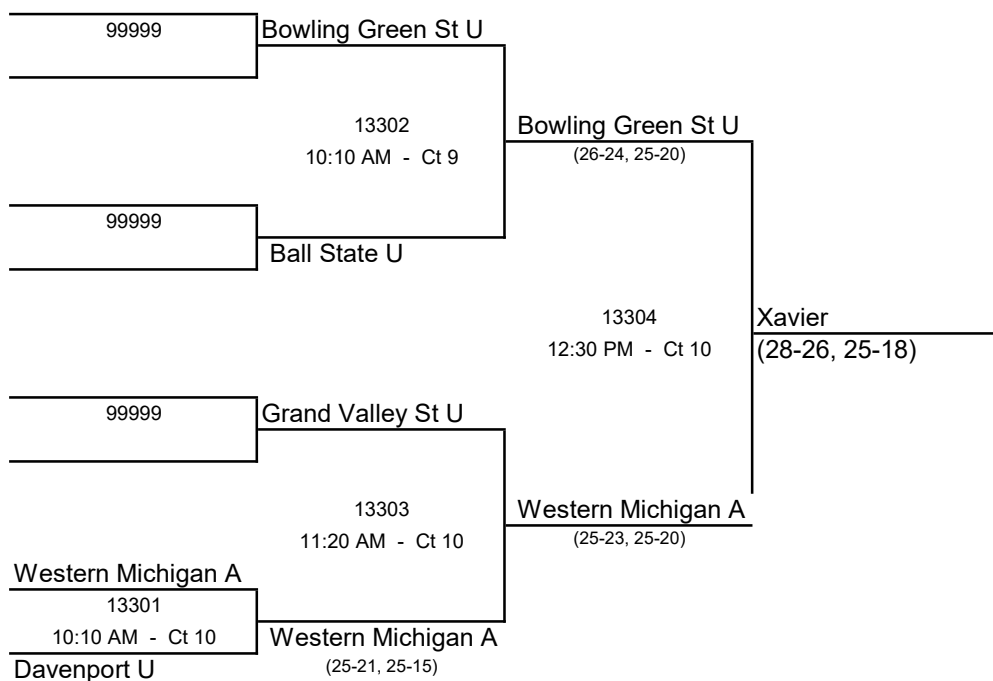 99999
Bowling Green St U
13302
10:10 AM - Ct 9
Bowling Green St U
(26-24, 25-20)
99999
Ball State U
13304
12:30 PM - Ct 10
Xavier
(28-26, 25-18)
99999
Grand Valley St U
13303
11:20 AM - Ct 10
Western Michigan A
(25-23, 25-20)
Western Michigan A
13301
10:10 AM - Ct 10
Davenport U
Western Michigan A
(25-21, 25-15)